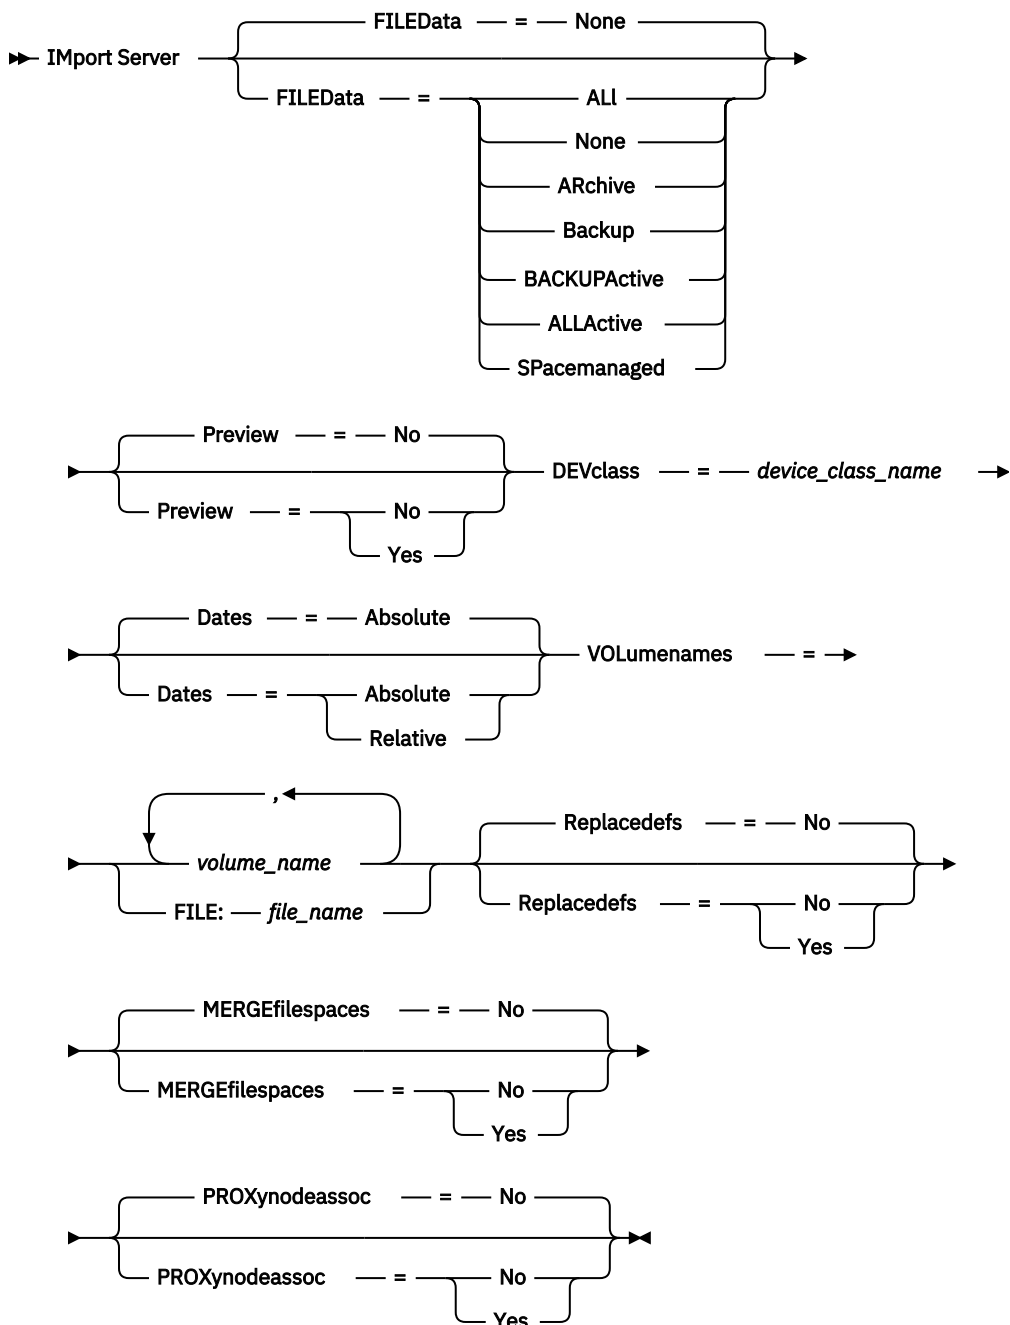 FILEData = None
IMport Server
FILEData = ALl
None
ARchive
Backup
BACKUPActive
ALLActive
SPacemanaged
Preview = No
DEVclass = device_class_name
Preview = No
Yes
Dates = Absolute
VOLumenames =
Dates = Absolute
Relative
,
volume_name
FILE: file_name
Replacedefs = No
Replacedefs = No
Yes
MERGEfilespaces = No
MERGEfilespaces = No
Yes
PROXynodeassoc = No
PROXynodeassoc = No
Yes